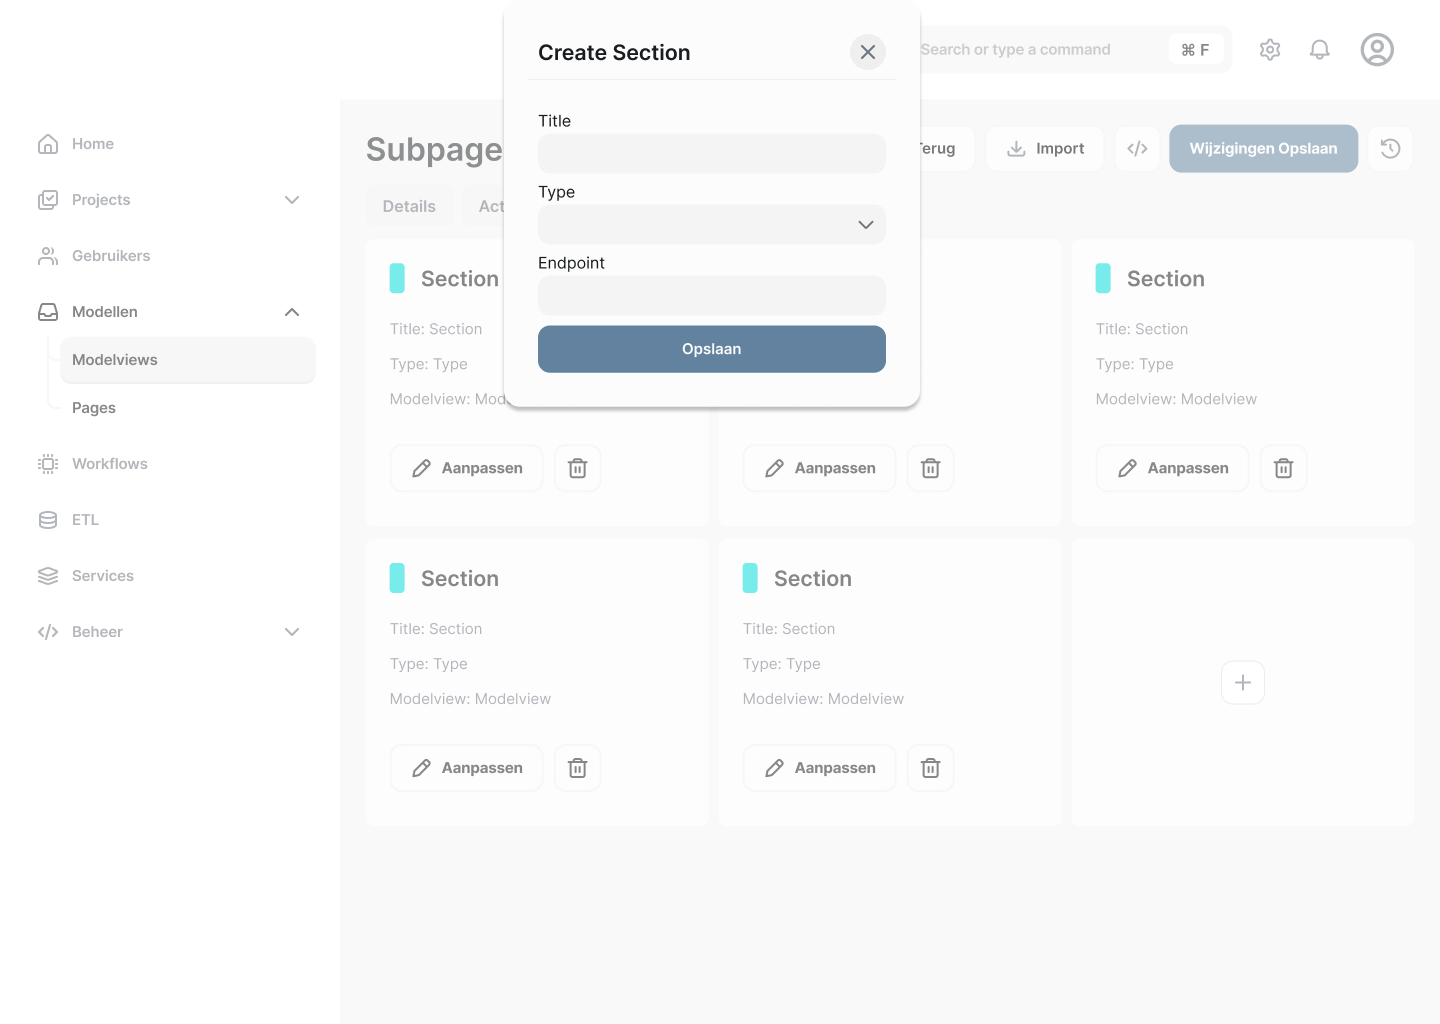 Create Section
Search or type a command
⌘ F
Home
Projects
Gebruikers
Modellen
Modelviews
Pages
Workflows
ETL
Services
Beheer
Subpage
Import
Wijzigingen Opslaan
Details
Title
Type
Endpoint
Opslaan
Section
Title: Section
Type: Type
Modelview:
Aanpassen
Aanpassen
Section
Title: Section
Type: Type
Modelview: Modelview
Aanpassen
Section
Title: Section
Type: Type
Modelview: Modelview
Aanpassen
Section
Title: Section
Type: Type
Modelview: Modelview
Aanpassen